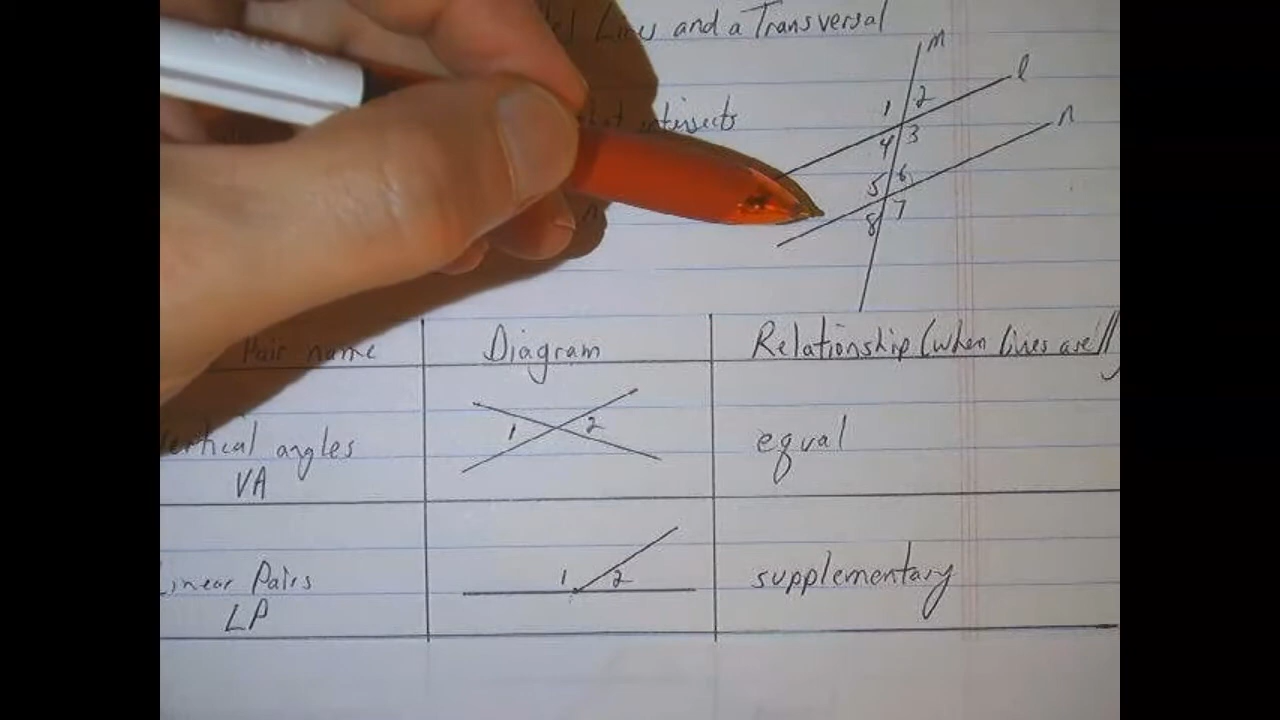 Lines and a Transversal
m
l
1 2
n
that intersects
4 3
5 6
8 7
Pair name Diagram Relationship (when lines are //
Vertical angles 1 2 equal
VA
Linear Pairs 1 2 supplementary
LP